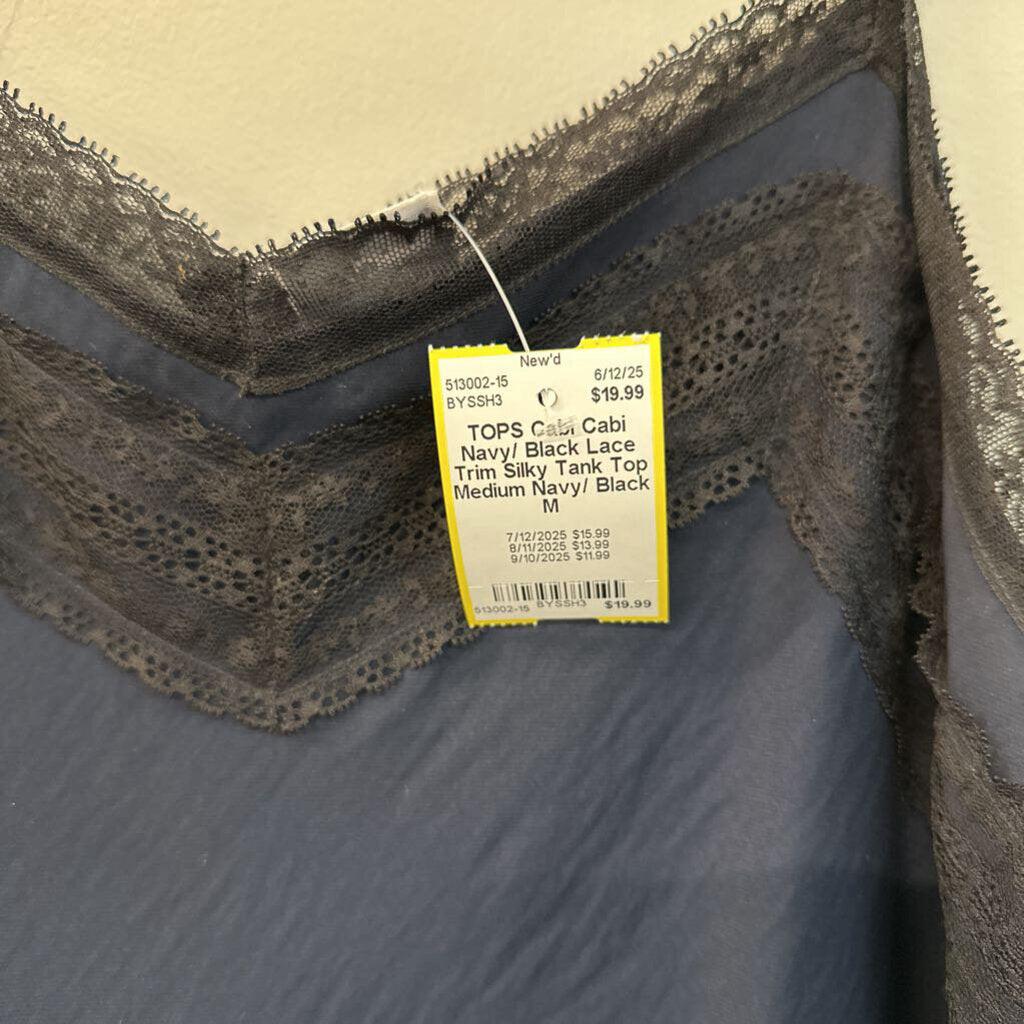 New'd
513002-15 6/12/25
BYSSH3 $19.99
TOPS Cabi Cabi
Navy/ Black Lace
Trim Silky Tank Top
Medium Navy/ Black
M
7/12/2025 $15.99
8/11/2025 $13.99
9/10/2025 $11.99
513002-15 BYSSH3 $19.99